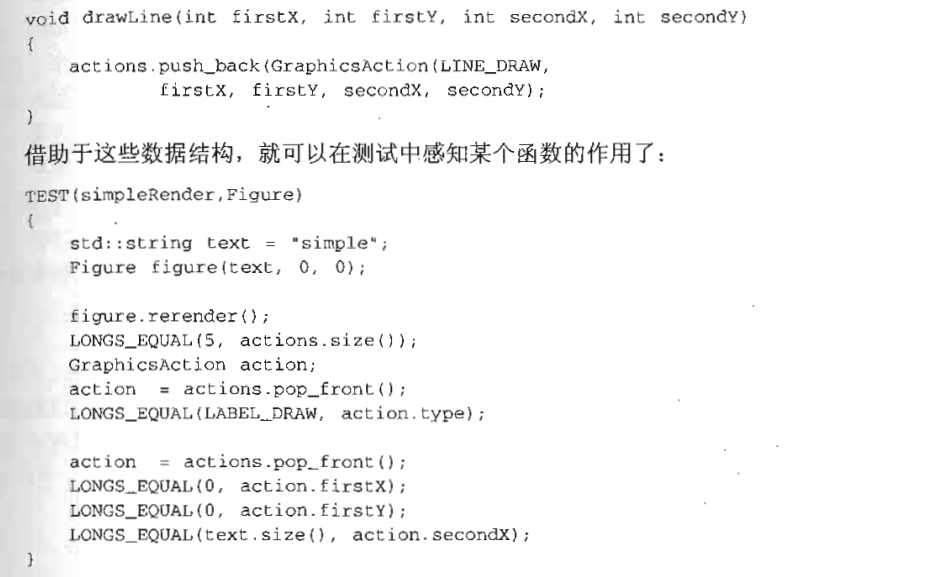 void drawLine(int firstX, int firstY, int secondX, int secondY)
{
    actions.push_back(GraphicsAction(LINE_DRAW,
            firstX, firstY, secondX, secondY);
}
借助于这些数据结构，就可以在测试中感知某个函数的作用了：
TEST(simpleRender,Figure)
{
    std::string text = "simple";
    Figure figure(text, 0, 0);

    figure.rerender();
    LONGS_EQUAL(5, actions.size());
    GraphicsAction action;
    action  = actions.pop_front();
    LONGS_EQUAL(LABEL_DRAW, action.type);

    action  = actions.pop_front();
    LONGS_EQUAL(0, action.firstX);
    LONGS_EQUAL(0, action.firstY);
    LONGS_EQUAL(text.size(), action.secondX);
}